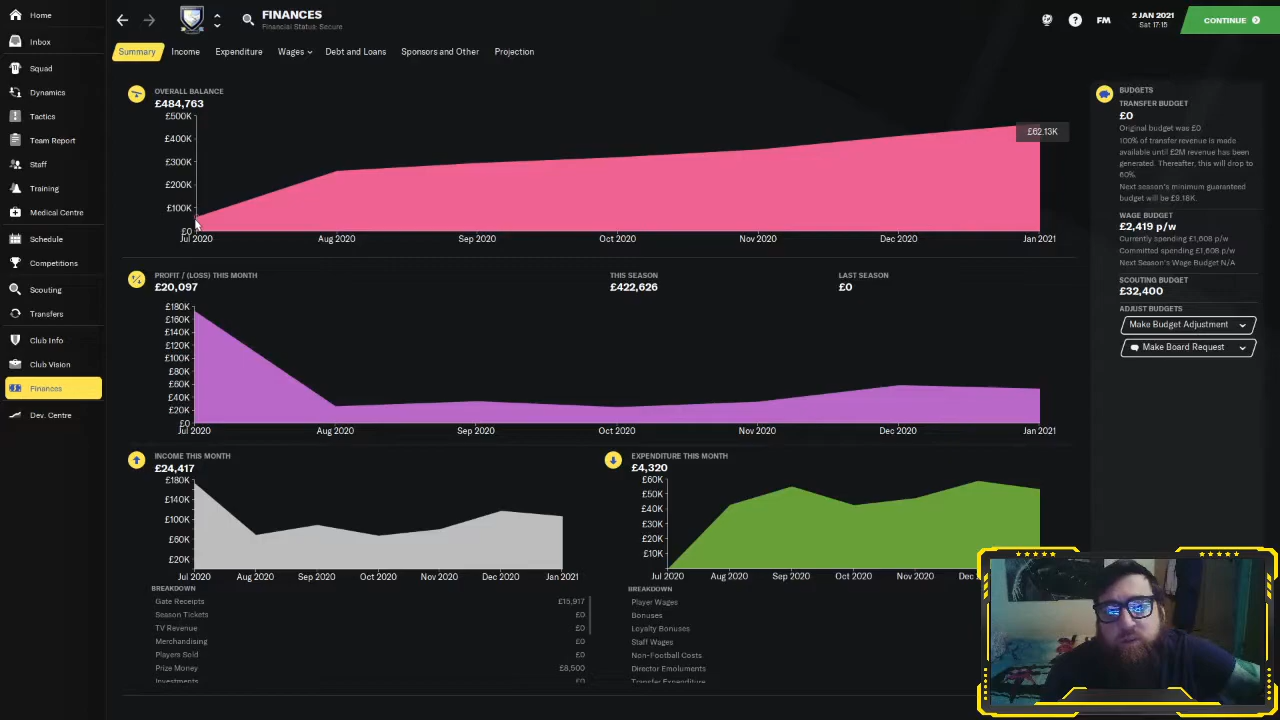 Home
Inbox
Squad
Dynamics
Tactics
Team Report
Staff
Training
Medical Centre
Schedule
Competitions
Scouting
Transfers
Club Info
Club Vision
Finances
Dev. Centre
FINANCES
Financial Status: Secure
?
FM
2 JAN 2021
Sat 17:15
CONTINUE
Summary
Income
Expenditure
Wages
Debt and Loans
Sponsors and Other
Projection
OVERALL BALANCE
£484,763
£500K
£400K
£300K
£200K
£100K
£0
£62.13K
Jul 2020
Aug 2020
Sep 2020
Oct 2020
Nov 2020
Dec 2020
Jan 2021
PROFIT / (LOSS) THIS MONTH
£20,097
THIS SEASON
£422,626
LAST SEASON
£0
£180K
£160K
£140K
£120K
£100K
£80K
£60K
£40K
£20K
£0
Jul 2020
Aug 2020
Sep 2020
Oct 2020
Nov 2020
Dec 2020
Jan 2021
INCOME THIS MONTH
£24,417
£180K
£140K
£100K
£60K
£20K
Jul 2020
Aug 2020
Sep 2020
Oct 2020
Nov 2020
Dec 2020
Jan 2021
BREAKDOWN
Gate Receipts £15,917
Season Tickets £0
TV Revenue £0
Merchandising £0
Players Sold £0
Prize Money £8,500
Investments £0
EXPENDITURE THIS MONTH
£4,320
£60K
£50K
£40K
£30K
£20K
£10K
Jul 2020
Aug 2020
Sep 2020
Oct 2020
Nov 2020
BREAKDOWN
Player Wages
Bonuses
Loyalty Bonuses
Staff Wages
Non-Football Costs
Director Emoluments
Transfer Expenditure
BUDGETS
TRANSFER BUDGET
£0
Original budget was £0
100% of transfer revenue is made
available until £2M revenue has been
generated. Thereafter, this will drop to
60%.
Next season's minimum guaranteed
budget will be £9.18K.
WAGE BUDGET
£2,419 p/w
Currently spending £1,608 p/w
Committed spending £1,608 p/w
Next Season's Wage Budget N/A
SCOUTING BUDGET
£32,400
ADJUST BUDGETS
Make Budget Adjustment
Make Board Request